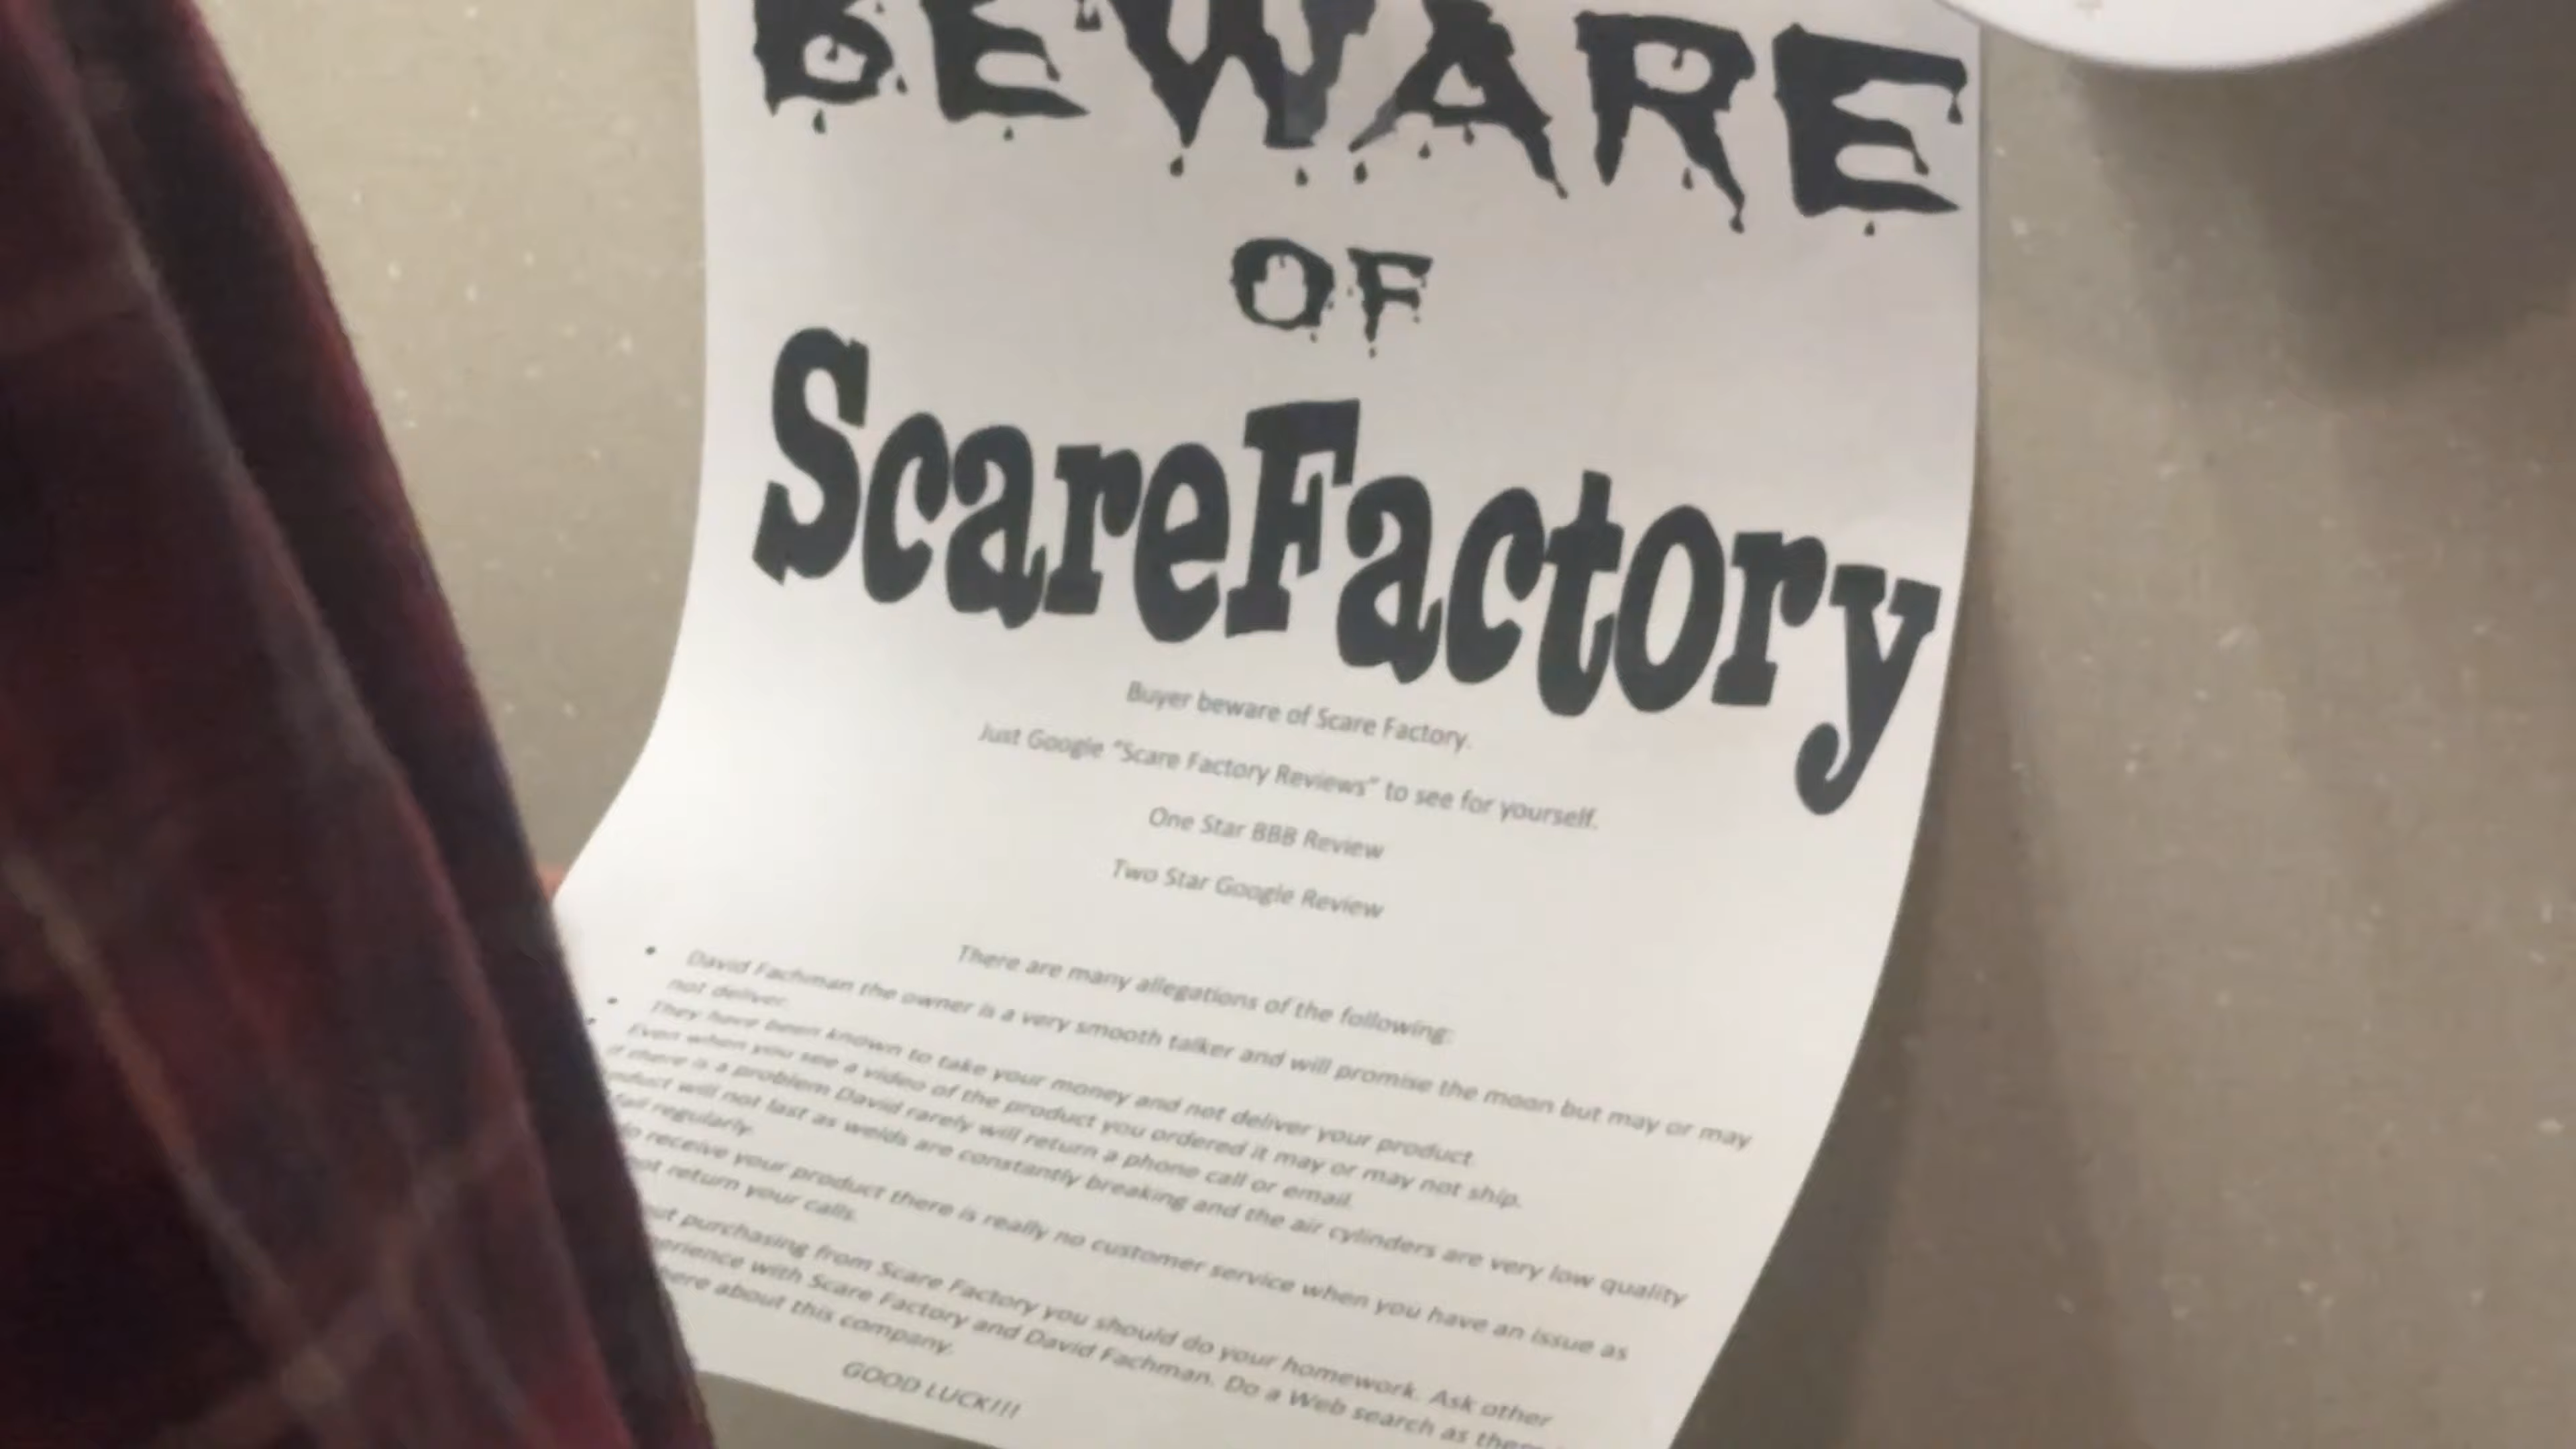 BEWARE
OF
ScareFactory
Buyer beware of Scare Factory.
Just Google "Scare Factory Reviews" to see for yourself.
One Star BBB Review
Two Star Google Review
There are many allegations of the following:
• David Fachman the owner is a very smooth talker and will promise the moon but may or may
not deliver.
• They have been known to take your money and not deliver your product.
• Even when you see a video of the product you ordered it may or may not ship.
If there is a problem David rarely will return a phone call or email.
will not last as welds are constantly breaking and the air cylinders are very low quality
fail regularly.
receive your product there is really no customer service when you have an issue as
return your calls.
purchasing from Scare Factory you should do your homework. Ask other
with Scare Factory and David Fachman. Do a Web search as
about this company.
GOOD LUCK!!!